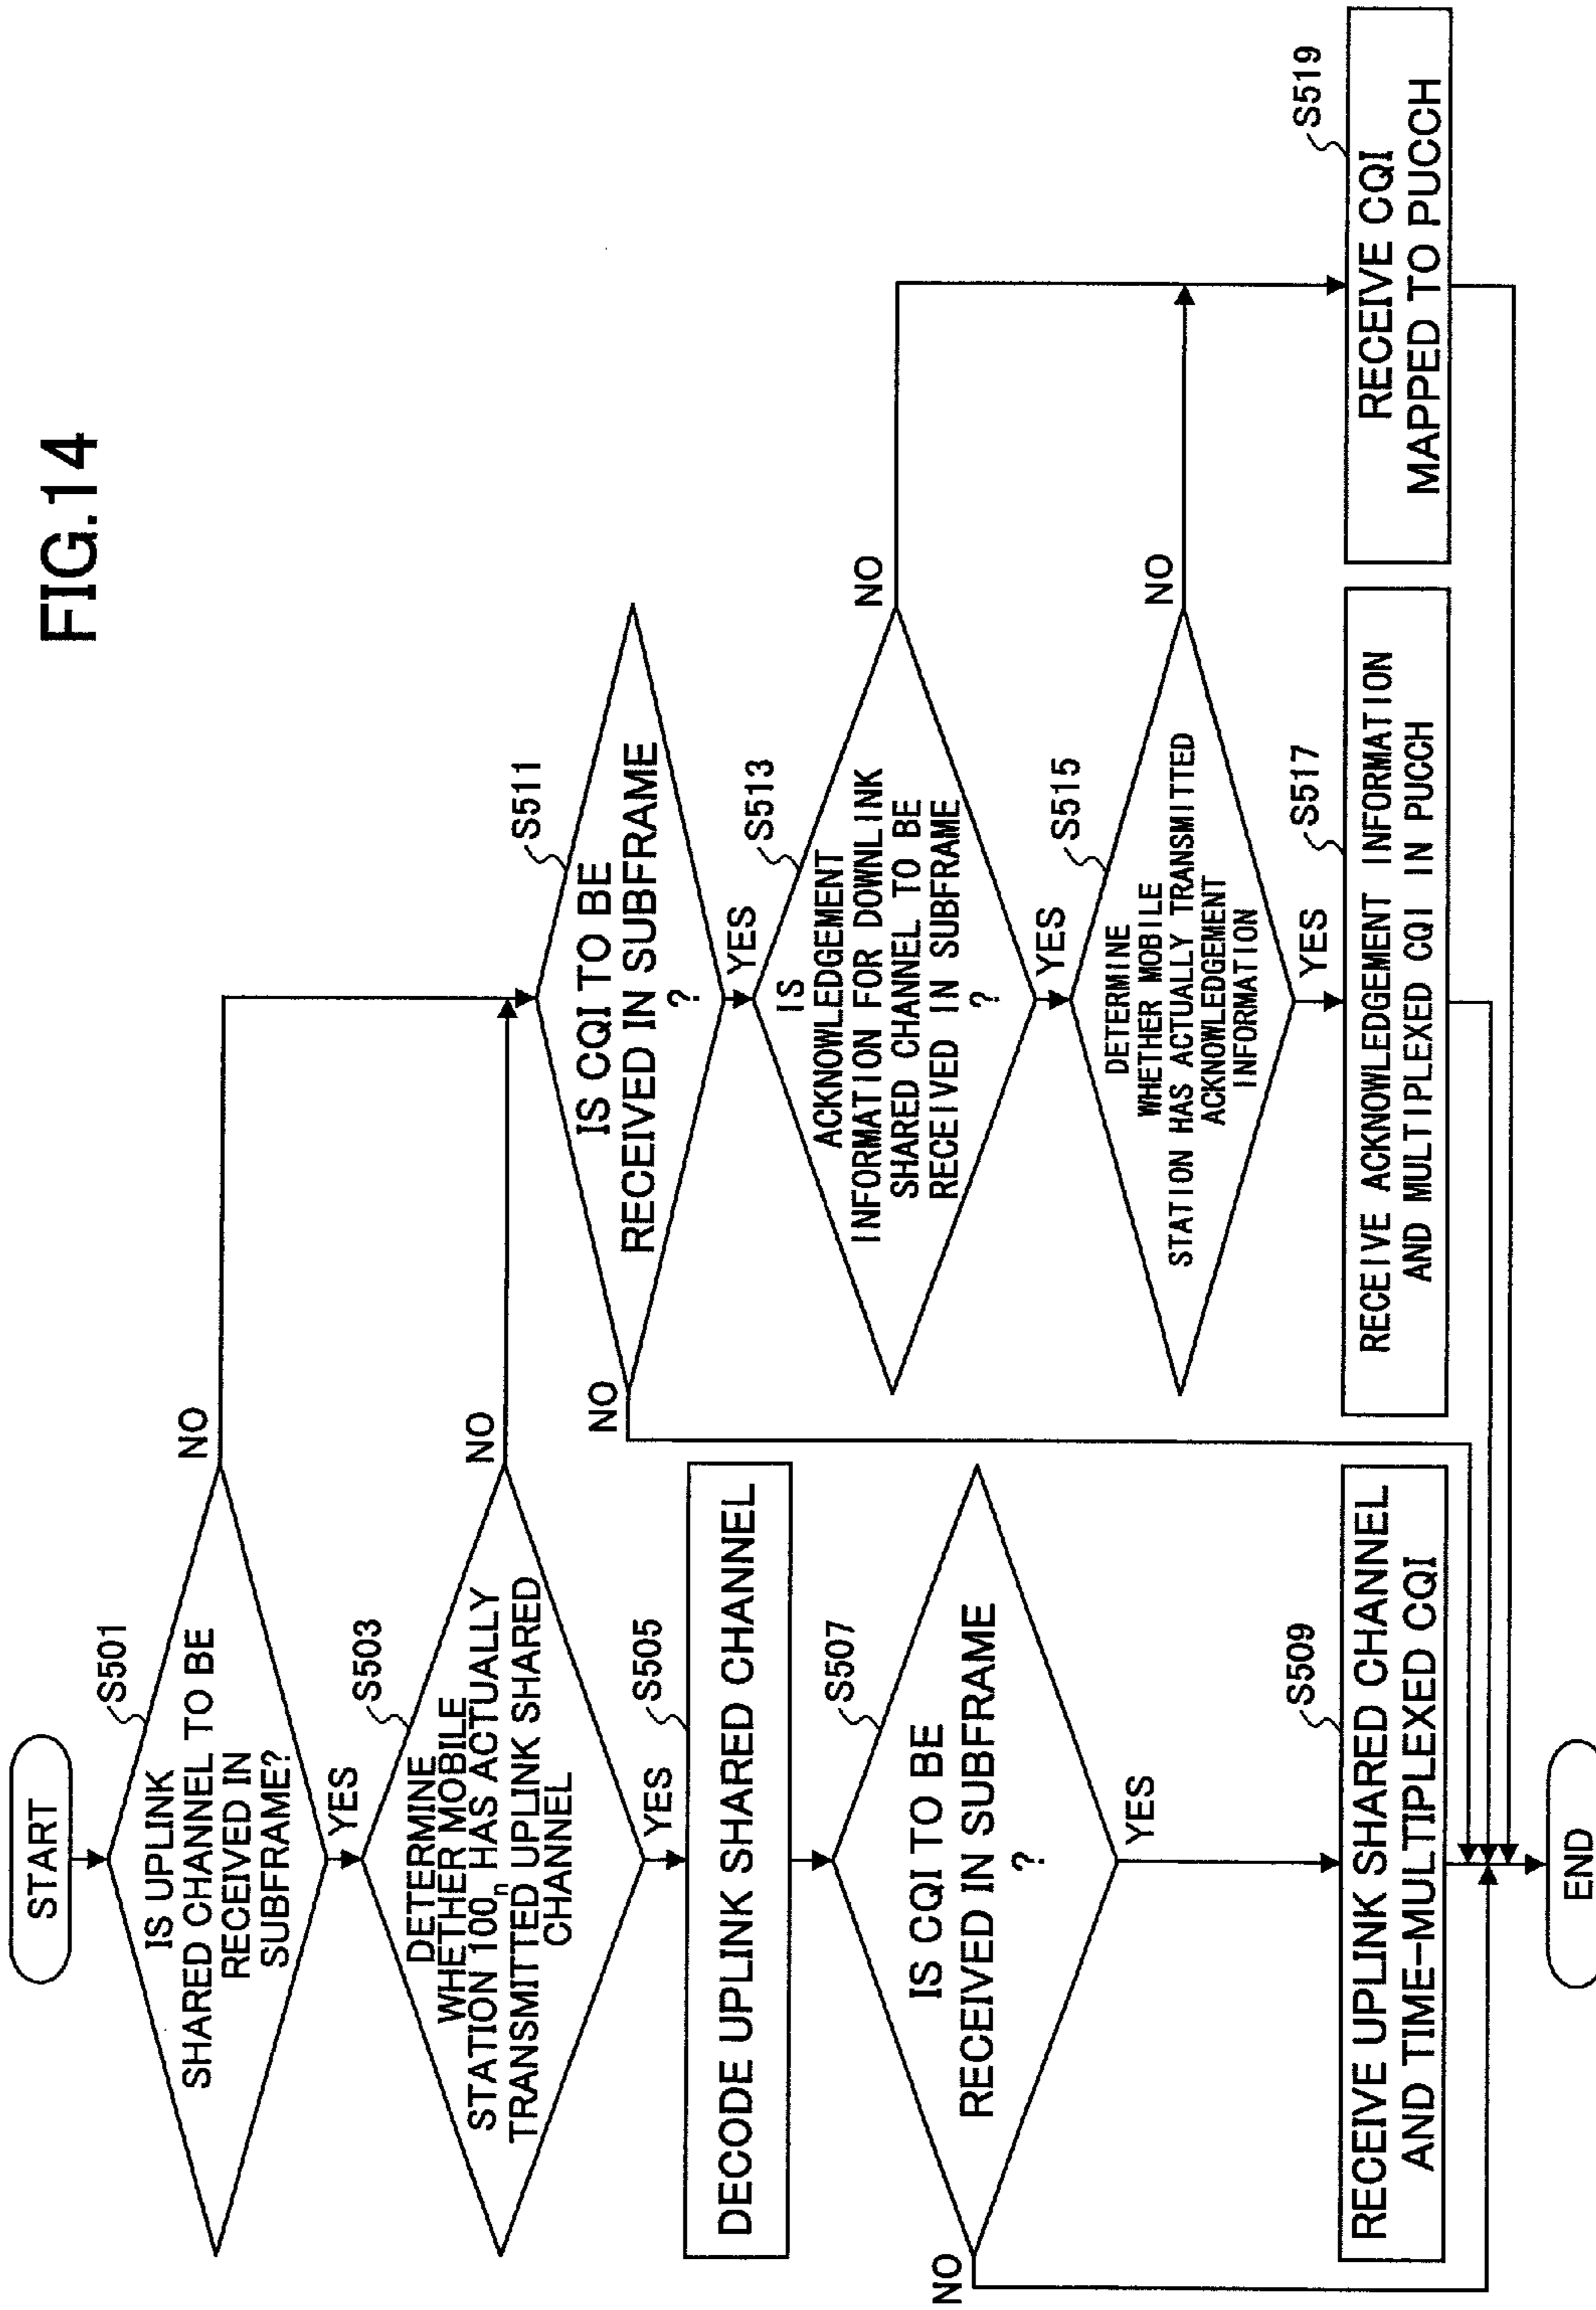 FIG.14
START
S501
IS UPLINK
SHARED CHANNEL TO BE
RECEIVED IN
SUBFRAME?
NO
YES
S503
DETERMINE
WHETHER MOBILE
STATION 100n HAS ACTUALLY
TRANSMITTED UPLINK SHARED
CHANNEL
NO
YES
S505
DECODE UPLINK SHARED CHANNEL
S507
IS CQI TO BE
RECEIVED IN SUBFRAME
?
NO
YES
S509
RECEIVE UPLINK SHARED CHANNEL
AND TIME-MULTIPLEXED CQI
S511
IS CQI TO BE
RECEIVED IN SUBFRAME
?
NO
YES
S513
IS
ACKNOWLEDGEMENT
INFORMATION FOR DOWNLINK
SHARED CHANNEL TO BE
RECEIVED IN SUBFRAME
?
NO
YES
S515
DETERMINE
WHETHER MOBILE
STATION HAS ACTUALLY TRANSMITTED
ACKNOWLEDGEMENT
INFORMATION
NO
YES
S517
RECEIVE ACKNOWLEDGEMENT INFORMATION
AND MULTIPLEXED CQI IN PUCCH
S519
RECEIVE CQI
MAPPED TO PUCCH
END